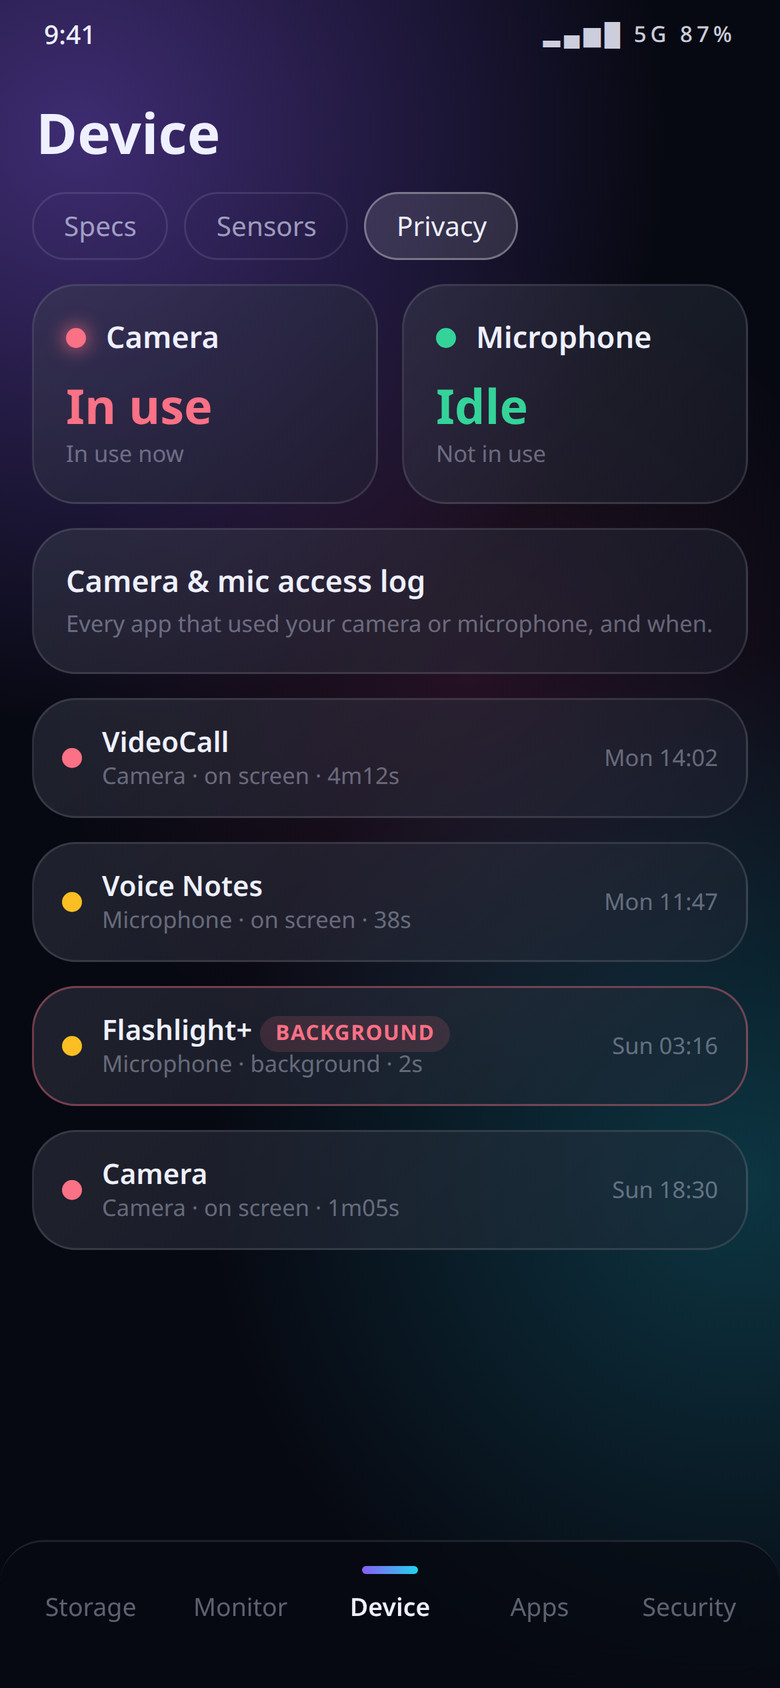 9:41
5G 87%
Device
Specs
Sensors
Privacy
Camera
In use
In use now
Microphone
Idle
Not in use
Camera & mic access log
Every app that used your camera or microphone, and when.
VideoCall
Camera · on screen · 4m12s
Mon 14:02
Voice Notes
Microphone · on screen · 38s
Mon 11:47
Flashlight+ BACKGROUND
Microphone · background · 2s
Sun 03:16
Camera
Camera · on screen · 1m05s
Sun 18:30
Storage
Monitor
Device
Apps
Security